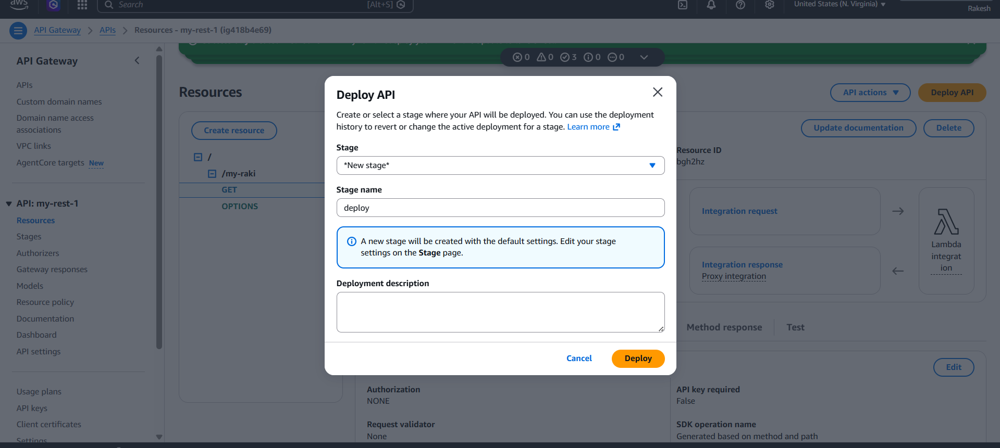 aws
Search
[Alt+S]
United States (N. Virginia)
Rakesh
API Gateway
APIs
Resources - my-rest-1 (ig418b4e69)
API Gateway
0 0 3 0 0
APIs
Custom domain names
Domain name access
associations
VPC links
AgentCore targets New
API: my-rest-1
Resources
Stages
Authorizers
Gateway responses
Models
Resource policy
Documentation
Dashboard
API settings
Usage plans
API keys
Client certificates
Settings
Resources
API actions
Deploy API
Create resource
/
/my-raki
GET
OPTIONS
Update documentation
Delete
Resource ID
bgh2hz
Integration request
Integration response
Proxy integration
Lambda
integrat
ion
Method response
Test
Edit
Authorization
NONE
API key required
False
Request validator
None
SDK operation name
Generated based on method and path
Deploy API
Create or select a stage where your API will be deployed. You can use the deployment
history to revert or change the active deployment for a stage. Learn more
Stage
*New stage*
Stage name
deploy
A new stage will be created with the default settings. Edit your stage
settings on the Stage page.
Deployment description
Cancel
Deploy